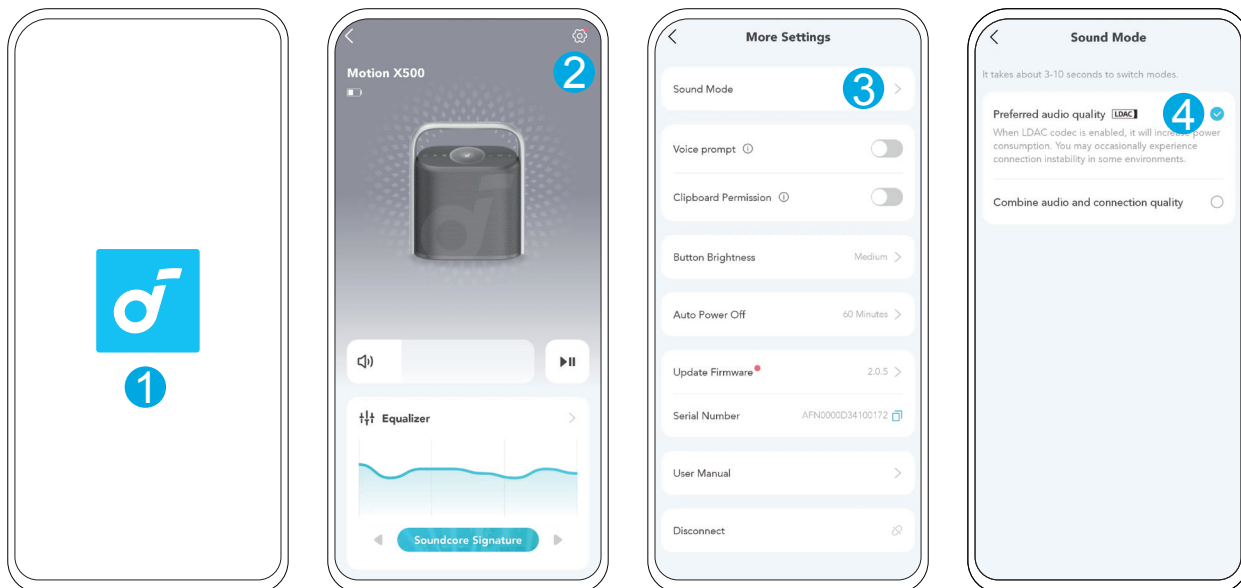 1
2
Motion X500
Equalizer
Soundcore Signature
More Settings
Sound Mode
3
Voice prompt
Clipboard Permission
Button Brightness Medium
Auto Power Off 60 Minutes
Update Firmware 2.0.5
Serial Number AFN0000D34100172
User Manual
Disconnect
Sound Mode
It takes about 3-10 seconds to switch modes.
Preferred audio quality LDAC 4
When LDAC codec is enabled, it will increase power
consumption. You may occasionally experience
connection instability in some environments.
Combine audio and connection quality